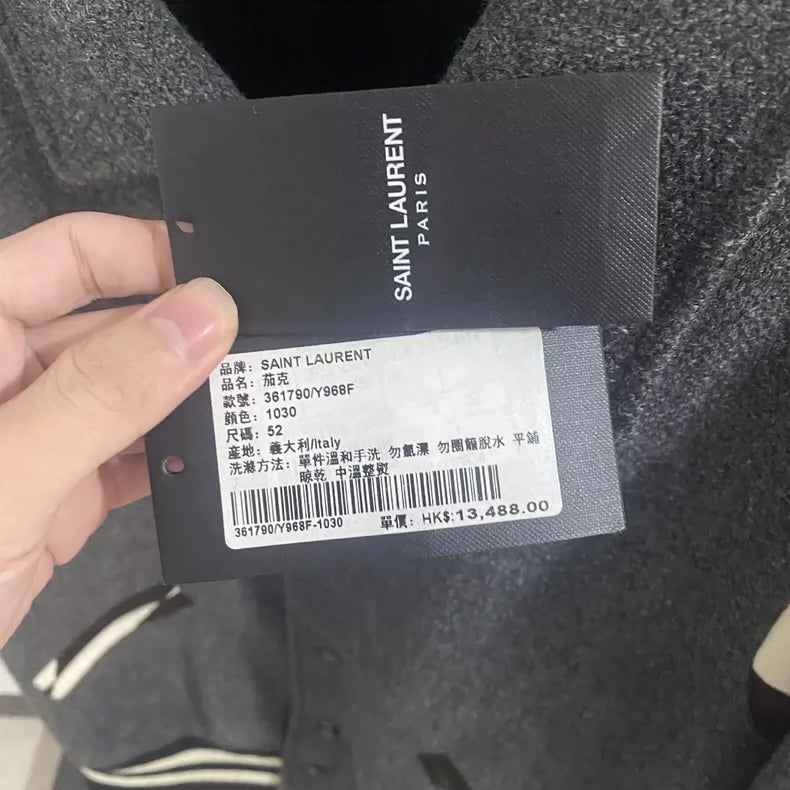 SAINT LAURENT
PARIS
品牌: SAINT LAURENT
品名: 茄克
款號: 361790/Y968F
顏色: 1030
尺碼: 52
產地: 義大利/Italy
洗滌方法: 單件溫和手洗 勿氯漂 勿圈籠脫水 平鋪
晾乾 中溫整熨
361790/Y968F-1030 單價: HK$:13,488.00